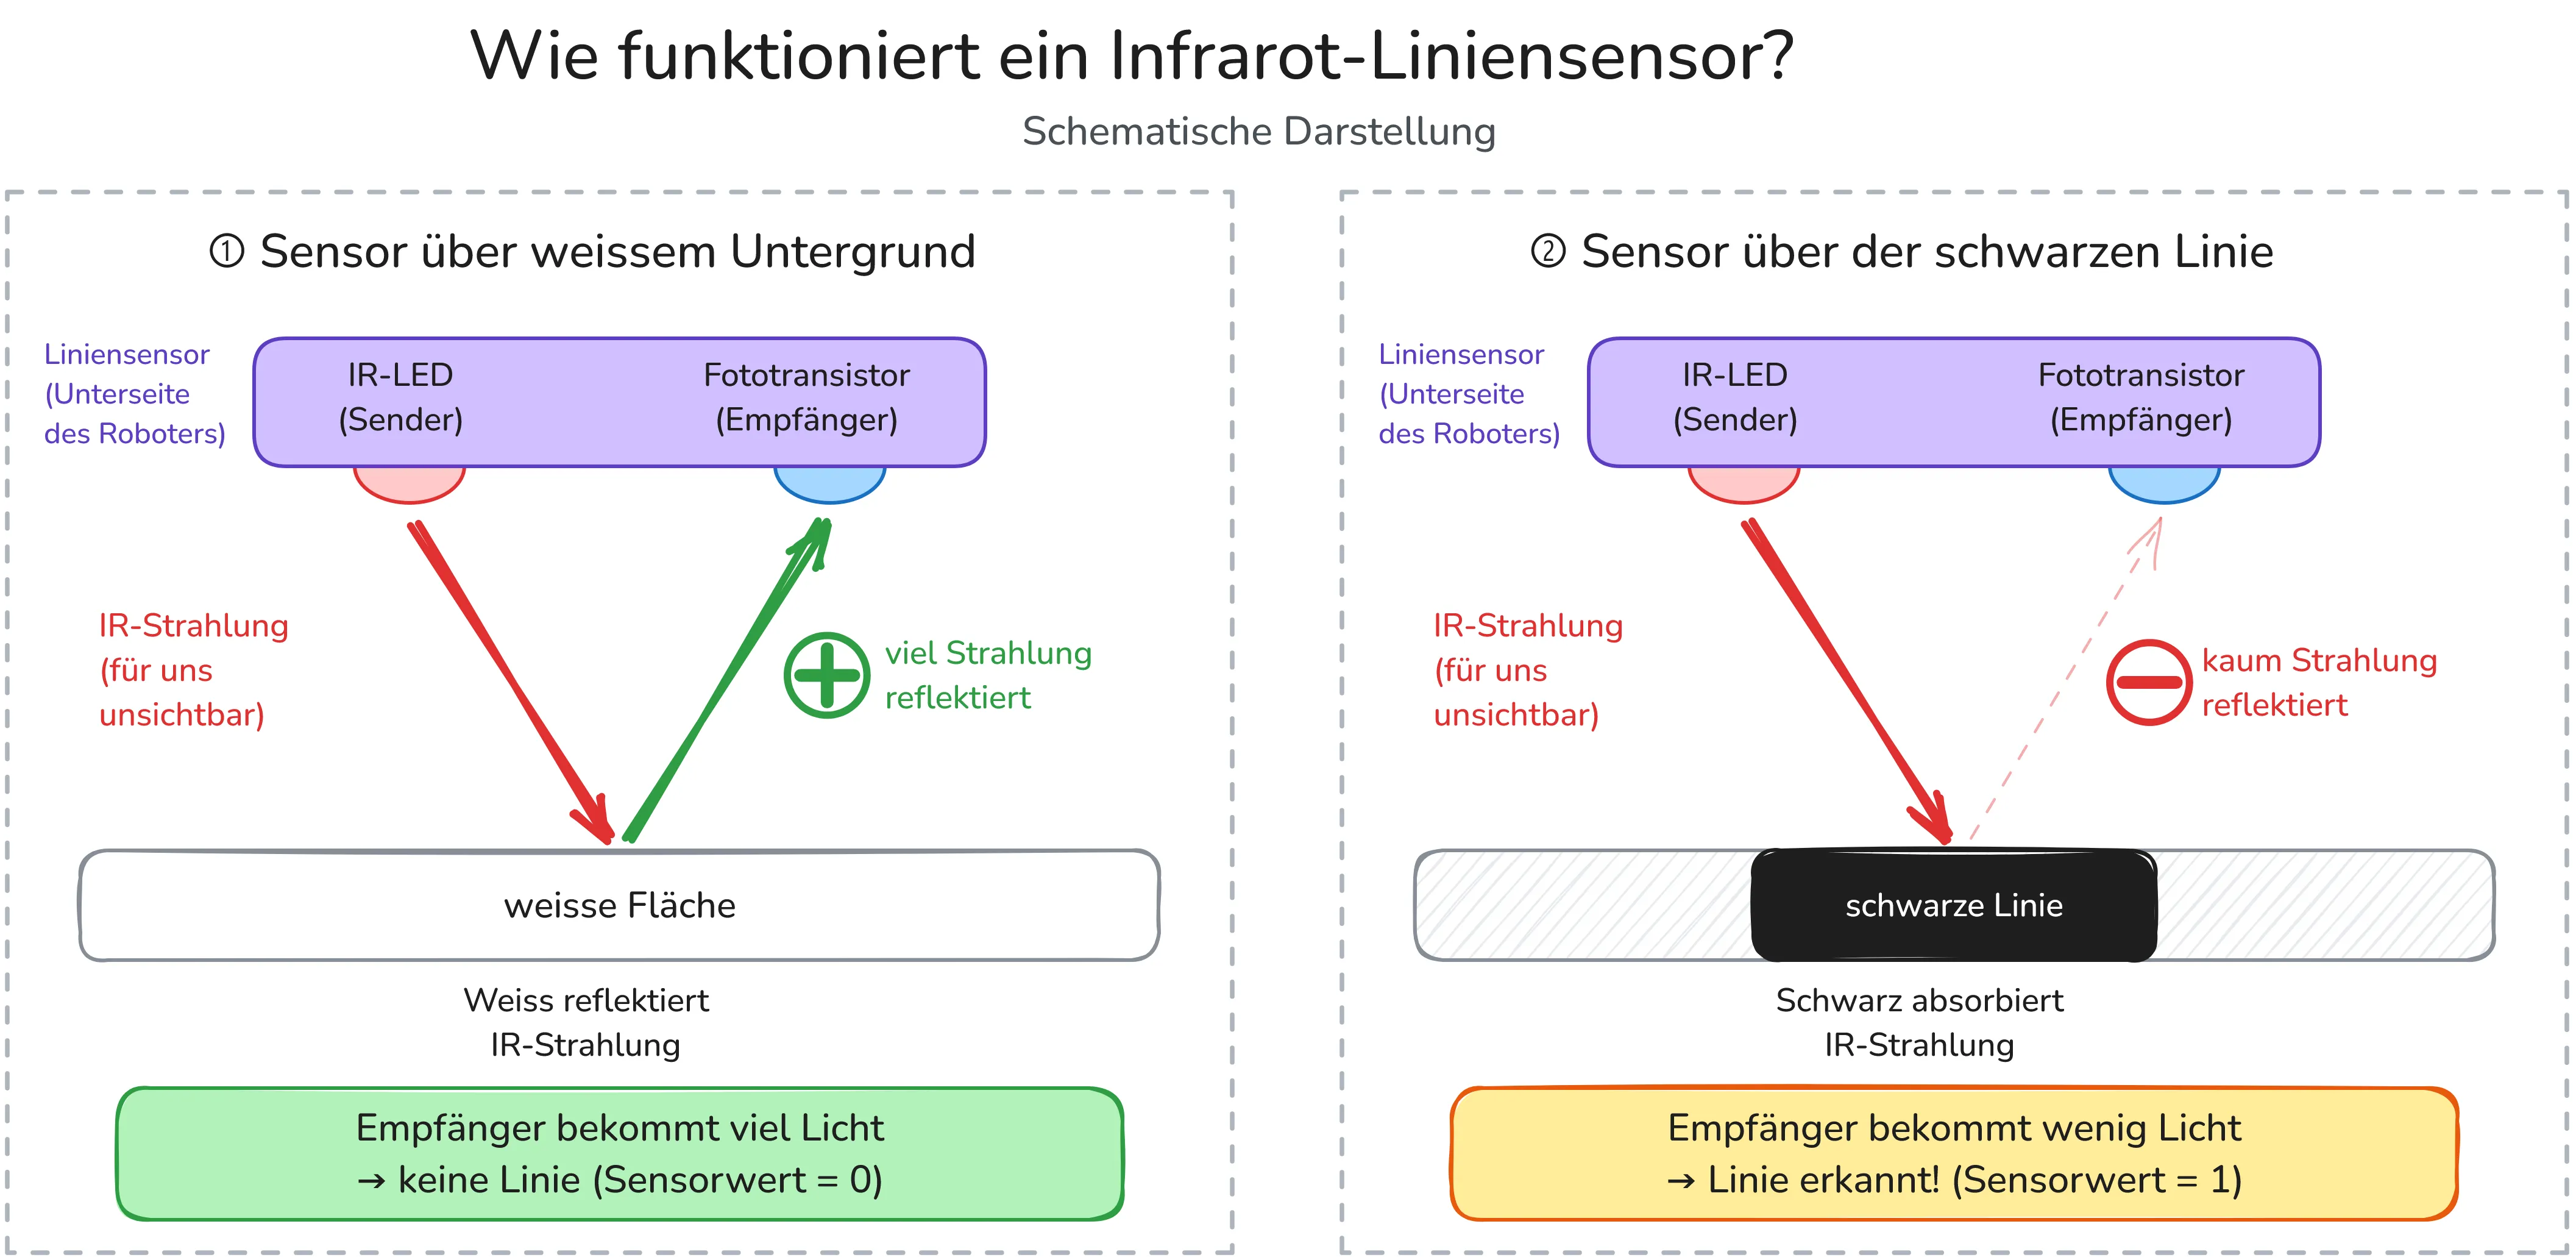 Wie funktioniert ein Infrarot-Liniensensor?
Schematische Darstellung
① Sensor über weissem Untergrund
Liniensensor
(Unterseite
des Roboters)
IR-LED
(Sender)
Fototransistor
(Empfänger)
IR-Strahlung
(für uns
unsichtbar)
viel Strahlung
reflektiert
weisse Fläche
Weiss reflektiert
IR-Strahlung
Empfänger bekommt viel Licht
→ keine Linie (Sensorwert = 0)
② Sensor über der schwarzen Linie
Liniensensor
(Unterseite
des Roboters)
IR-LED
(Sender)
Fototransistor
(Empfänger)
IR-Strahlung
(für uns
unsichtbar)
kaum Strahlung
reflektiert
schwarze Linie
Schwarz absorbiert
IR-Strahlung
Empfänger bekommt wenig Licht
→ Linie erkannt! (Sensorwert = 1)